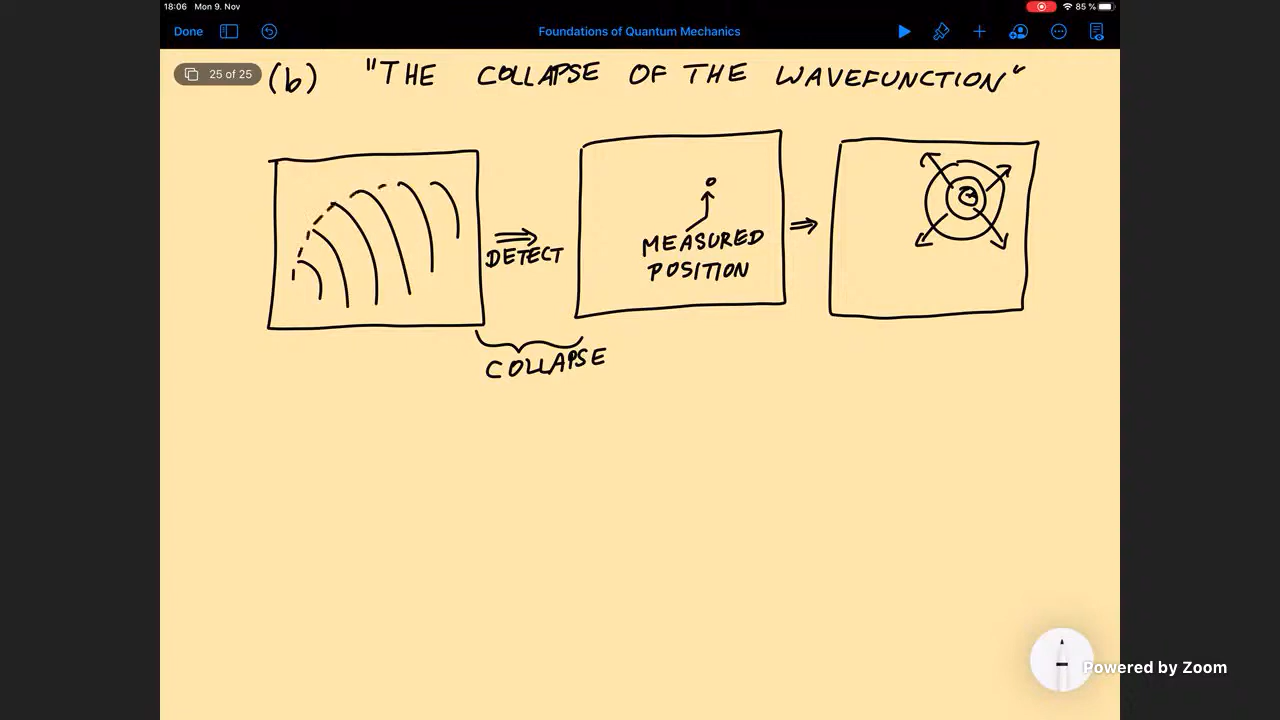 18:06 Mon 9. Nov
85 %
Done
Foundations of Quantum Mechanics
25 of 25
(b) "THE COLLAPSE OF THE WAVEFUNCTION"
DETECT
MEASURED
POSITION
COLLAPSE
Powered by Zoom